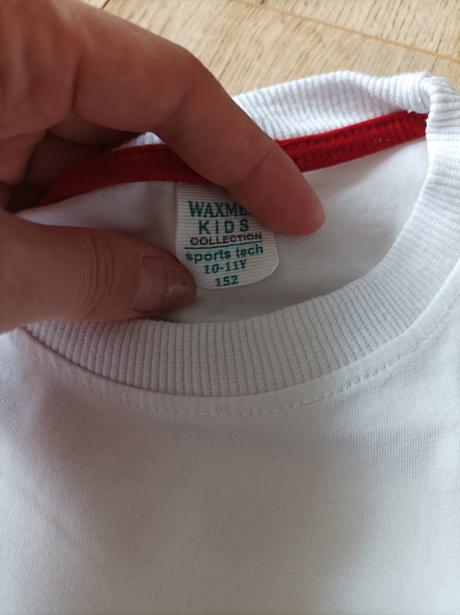 KIDS
COLLECTION
sports tech
10-11Y
152